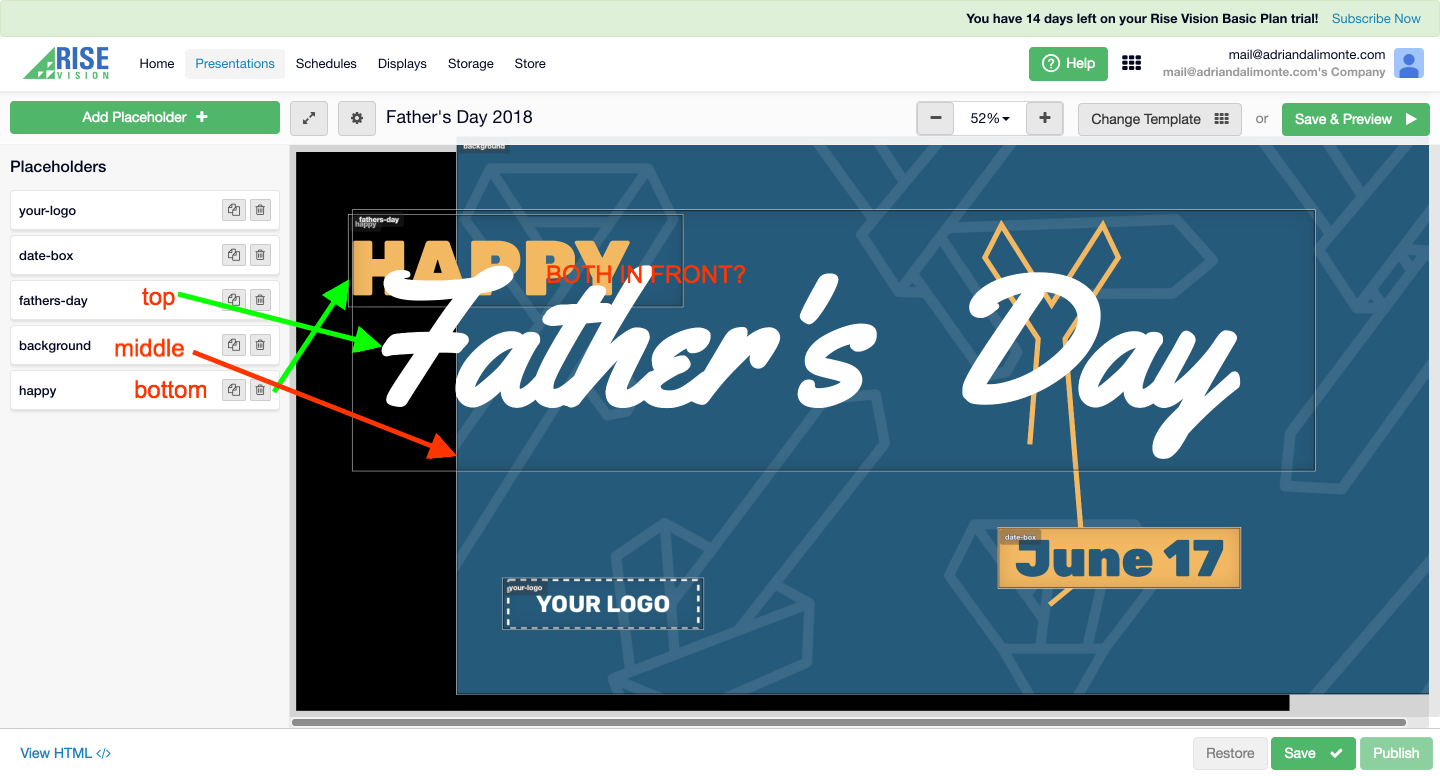 You have 14 days left on your Rise Vision Basic Plan trial! Subscribe Now
RISE
VISION
Home Presentations Schedules Displays Storage Store
? Help
mail@adriandalimonte.com
mail@adriandalimonte.com's Company
Add Placeholder +
Father's Day 2018
52%
Change Template
or
Save & Preview
Placeholders
your-logo
date-box
fathers-day
top
background
middle
happy
bottom
background
fathers-day
happy
HAPPY
BOTH IN FRONT?
Father's Day
date-box
June 17
your-logo
YOUR LOGO
View HTML </>
Restore
Save
Publish